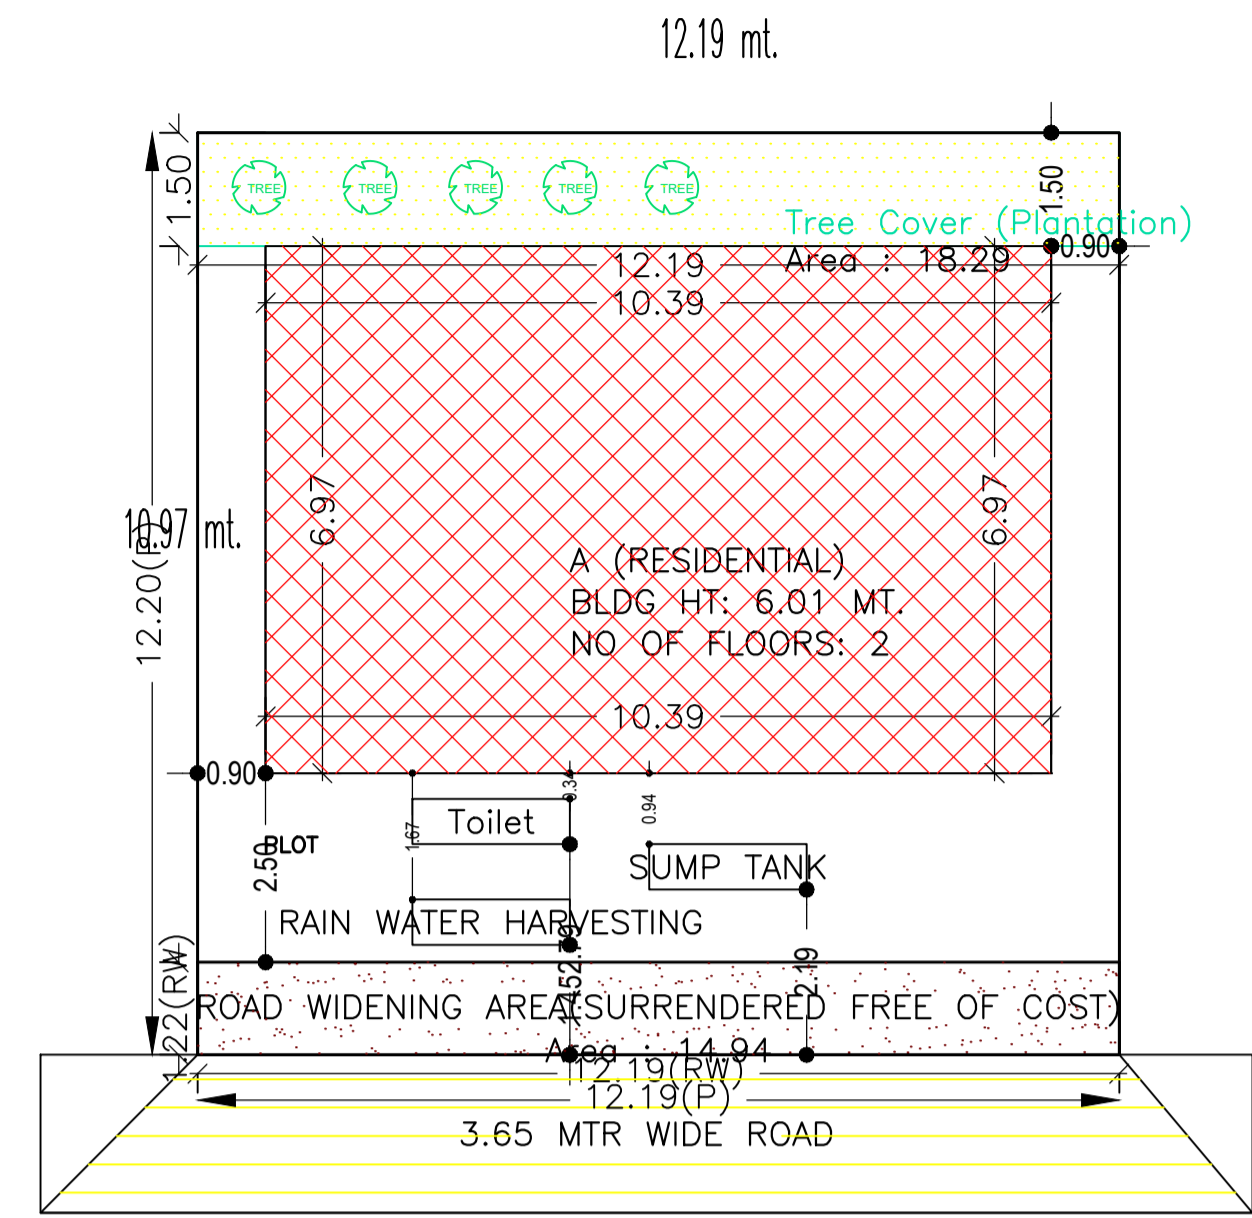 12.19 mt.
1.50
TREE TREE TREE TREE TREE
1.50
Tree Cover (Plantation)
0.90
Area : 18.29
12.19
10.39
6.97
6.97
10.97 mt.
12.20(P)
A (RESIDENTIAL)
BLDG HT: 6.01 MT.
NO OF FLOORS: 2
10.39
0.90
0.34
0.94
Toilet
1.67
PLOT
2.50
SUMP TANK
RAIN WATER HARVESTING
1.45
2.79
2.19
1.22(RW)
ROAD WIDENING AREA(SURRENDERED FREE OF COST)
Area : 14.94
12.19(RW)
12.19(P)
3.65 MTR WIDE ROAD